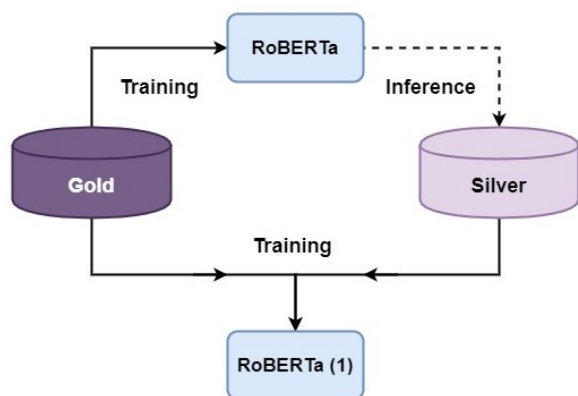 RoBERTa
Training
Inference
Gold
Silver
Training
RoBERTa (1)